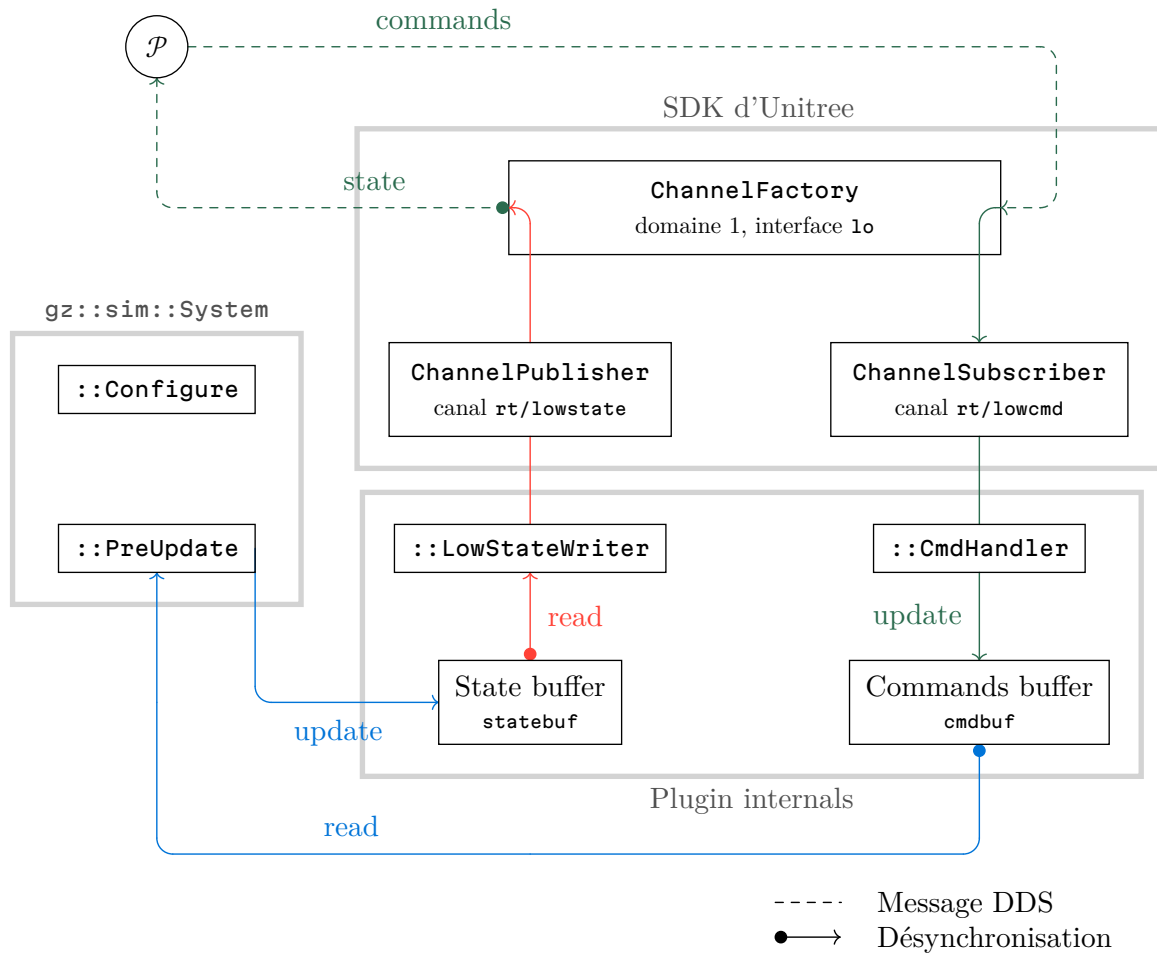 commands
𝒫
SDK d'Unitree
state
ChannelFactory
domaine 1, interface lo
gz::sim::System
::Configure
ChannelPublisher
canal rt/lowstate
ChannelSubscriber
canal rt/lowcmd
::PreUpdate
::LowStateWriter
::CmdHandler
read
update
State buffer
statebuf
Commands buffer
cmdbuf
update
Plugin internals
read
Message DDS
Désynchronisation